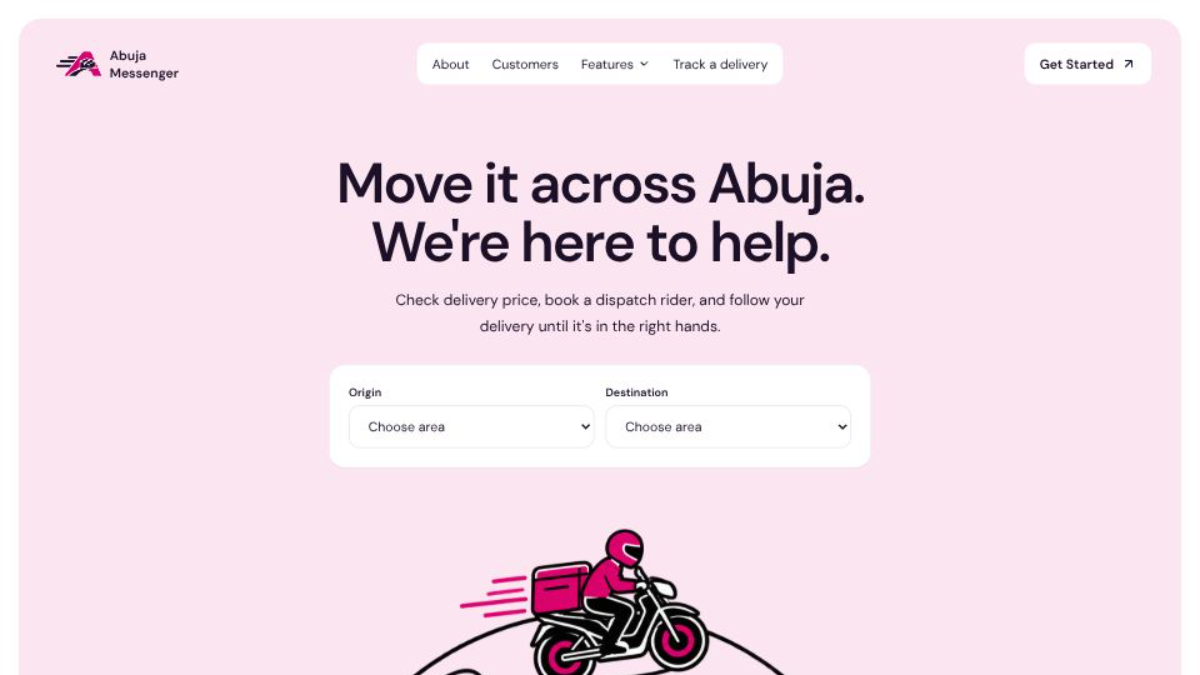 Abuja
Messenger
About
Customers
Features
Track a delivery
Get Started
Move it across Abuja.
We're here to help.
Check delivery price, book a dispatch rider, and follow your
delivery until it's in the right hands.
Origin
Destination
Choose area
Choose area